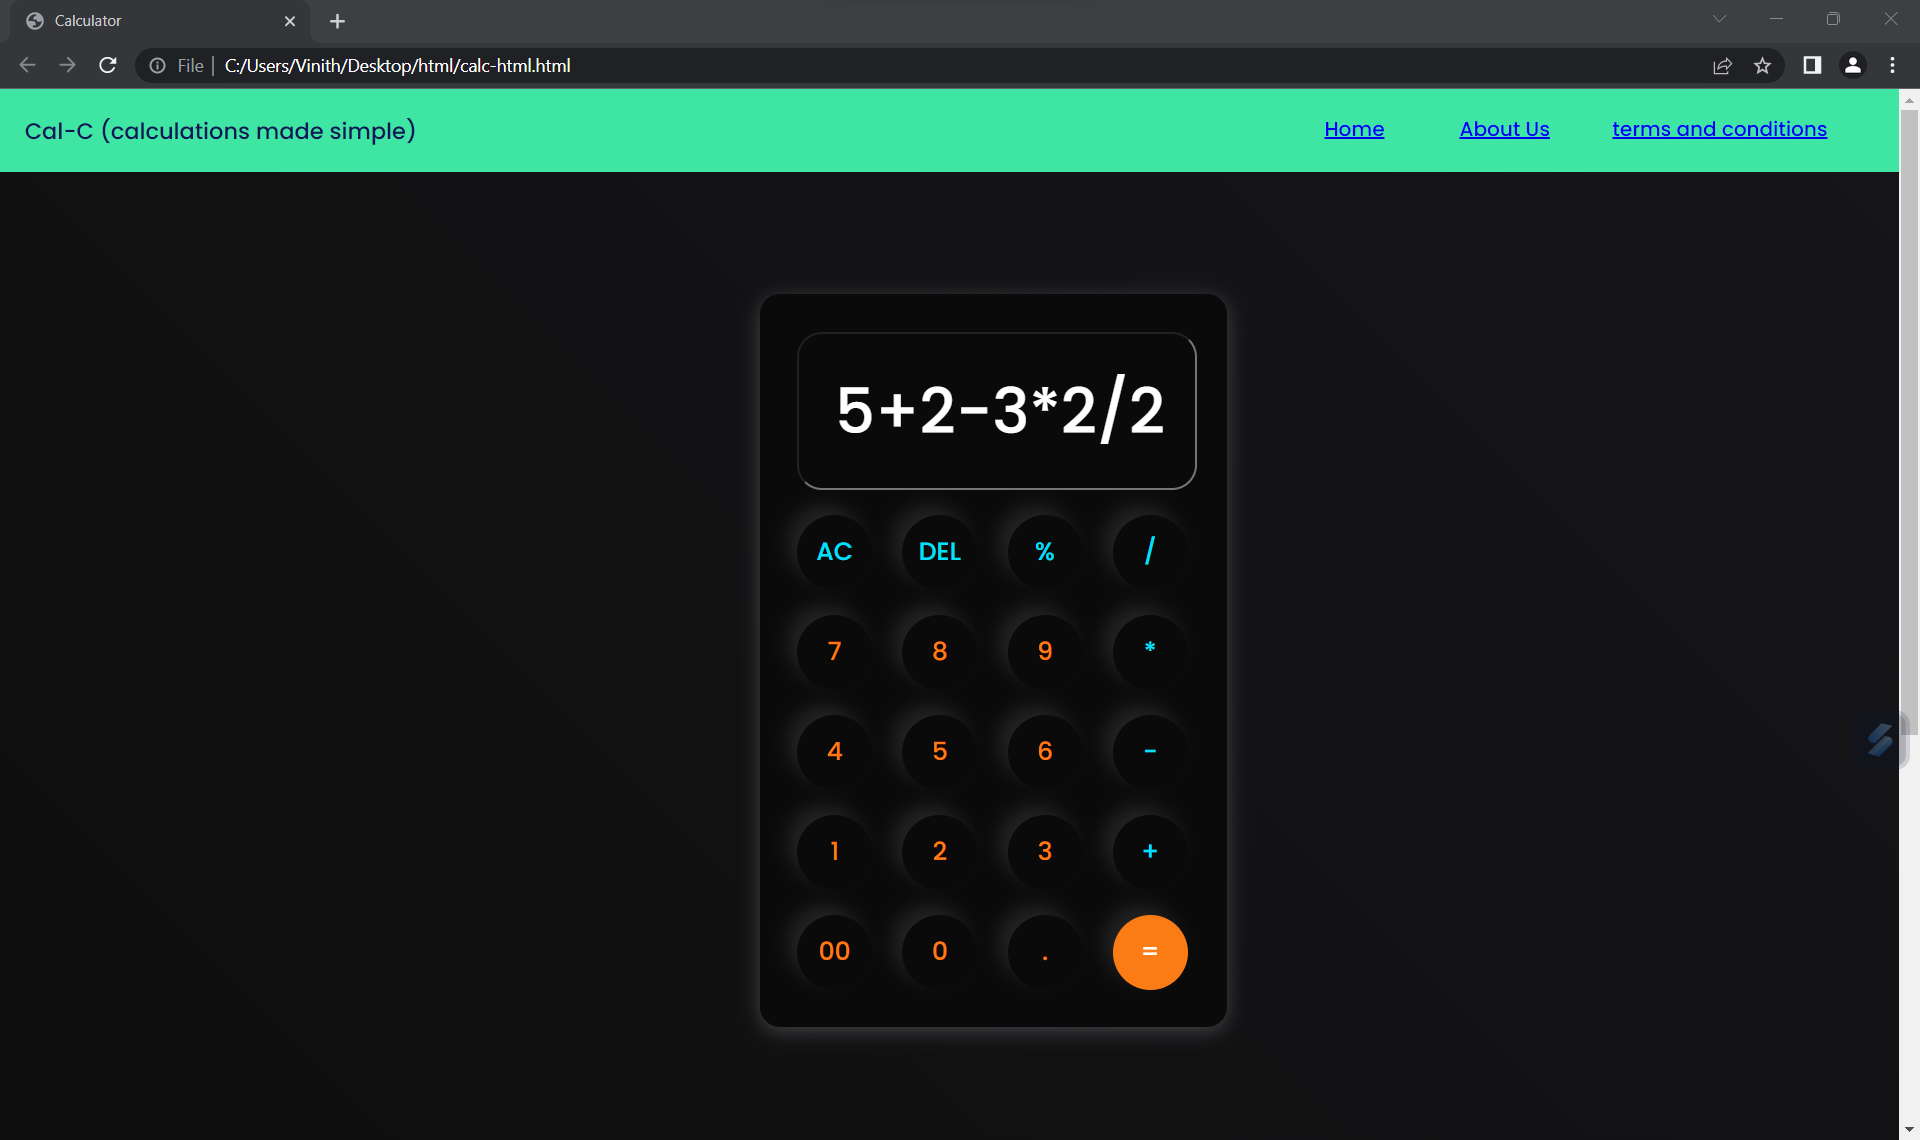 Calculator
File | C:/Users/Vinith/Desktop/html/calc-html.html
Cal-C (calculations made simple) Home About Us terms and conditions
5+2-3*2/2
AC DEL % /
7 8 9 *
4 5 6 -
1 2 3 +
00 0 . =